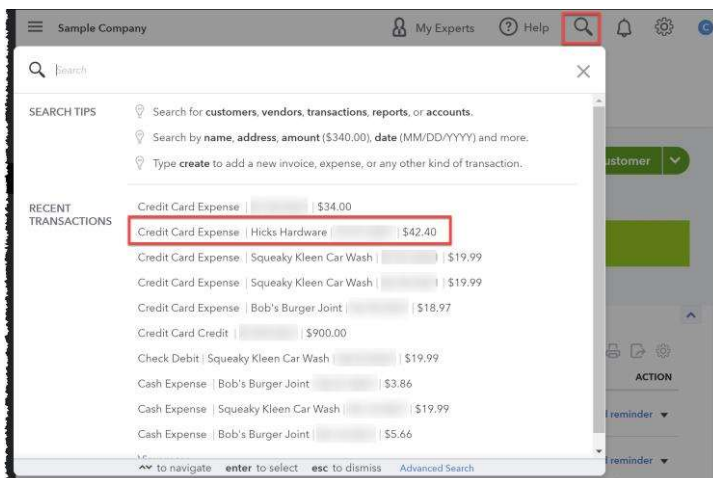 Sample Company My Experts Help
Search
SEARCH TIPS Search for customers, vendors, transactions, reports, or accounts.
Search by name, address, amount ($340.00), date (MM/DD/YYYY) and more.
Type create to add a new invoice, expense, or any other kind of transaction.
ustomer
RECENT TRANSACTIONS
Credit Card Expense | | $34.00
Credit Card Expense | Hicks Hardware | | $42.40
Credit Card Expense | Squeaky Kleen Car Wash | | $19.99
Credit Card Expense | Squeaky Kleen Car Wash | | $19.99
Credit Card Expense | Bob's Burger Joint | | $18.97
Credit Card Credit | | $900.00
Check Debit | Squeaky Kleen Car Wash | | $19.99
Cash Expense | Bob's Burger Joint | $3.86
Cash Expense | Squeaky Kleen Car Wash | | $19.99
Cash Expense | Bob's Burger Joint | | $5.66
ACTION
reminder
reminder
to navigate enter to select esc to dismiss Advanced Search